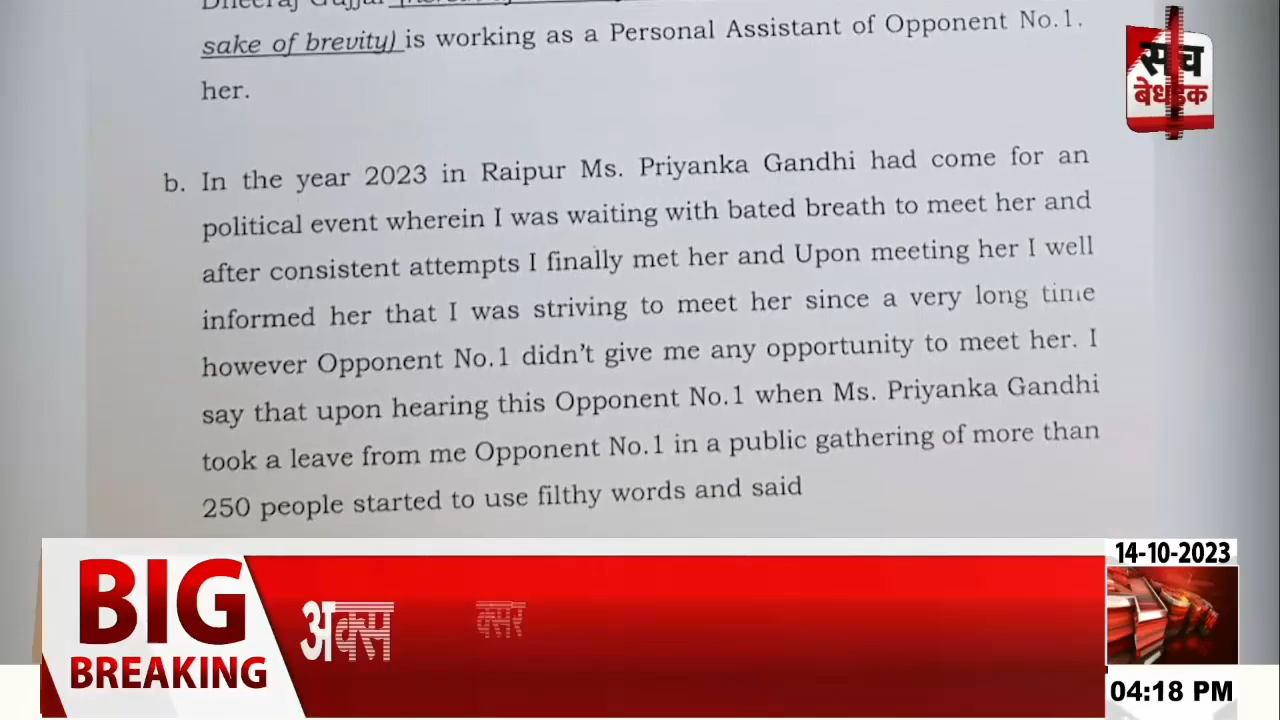 sake of brevity) is working as a Personal Assistant of Opponent No.1.
her.
सच
बेधड़क
b. In the year 2023 in Raipur Ms. Priyanka Gandhi had come for an
political event wherein I was waiting with bated breath to meet her and
after consistent attempts I finally met her and Upon meeting her I well
informed her that I was striving to meet her since a very long time
however Opponent No.1 didn't give me any opportunity to meet her. I
say that upon hearing this Opponent No.1 when Ms. Priyanka Gandhi
took a leave from me Opponent No.1 in a public gathering of more than
250 people started to use filthy words and said
BIG
BREAKING
14-10-2023
04:18 PM